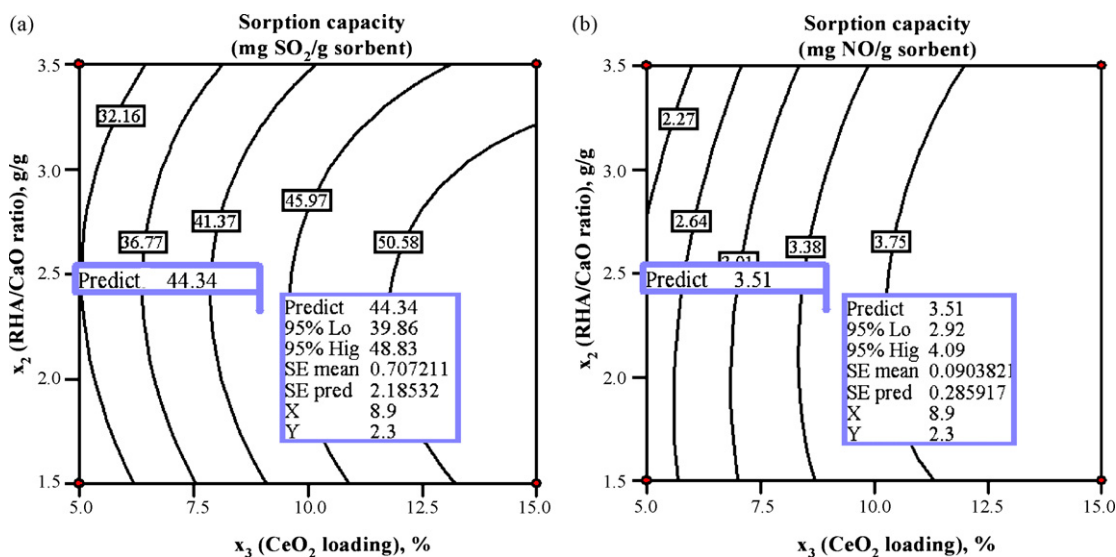 (a)
Sorption capacity
(mg SO₂/g sorbent)
3.5
3.0
2.5
2.0
1.5
x₂ (RHA/CaO ratio), g/g
32.16
36.77
41.37
45.97
50.58
Predict 44.34
Predict 44.34
95% Lo 39.86
95% Hig 48.83
SE mean 0.707211
SE pred 2.18532
X 8.9
Y 2.3
5.0 7.5 10.0 12.5 15.0
x₃ (CeO₂ loading), %
(b)
Sorption capacity
(mg NO/g sorbent)
3.5
3.0
2.5
2.0
1.5
x₂ (RHA/CaO ratio), g/g
2.27
2.64
3.38
3.75
Predict 3.51
Predict 3.51
95% Lo 2.92
95% Hig 4.09
SE mean 0.0903821
SE pred 0.285917
X 8.9
Y 2.3
5.0 7.5 10.0 12.5 15.0
x₃ (CeO₂ loading), %